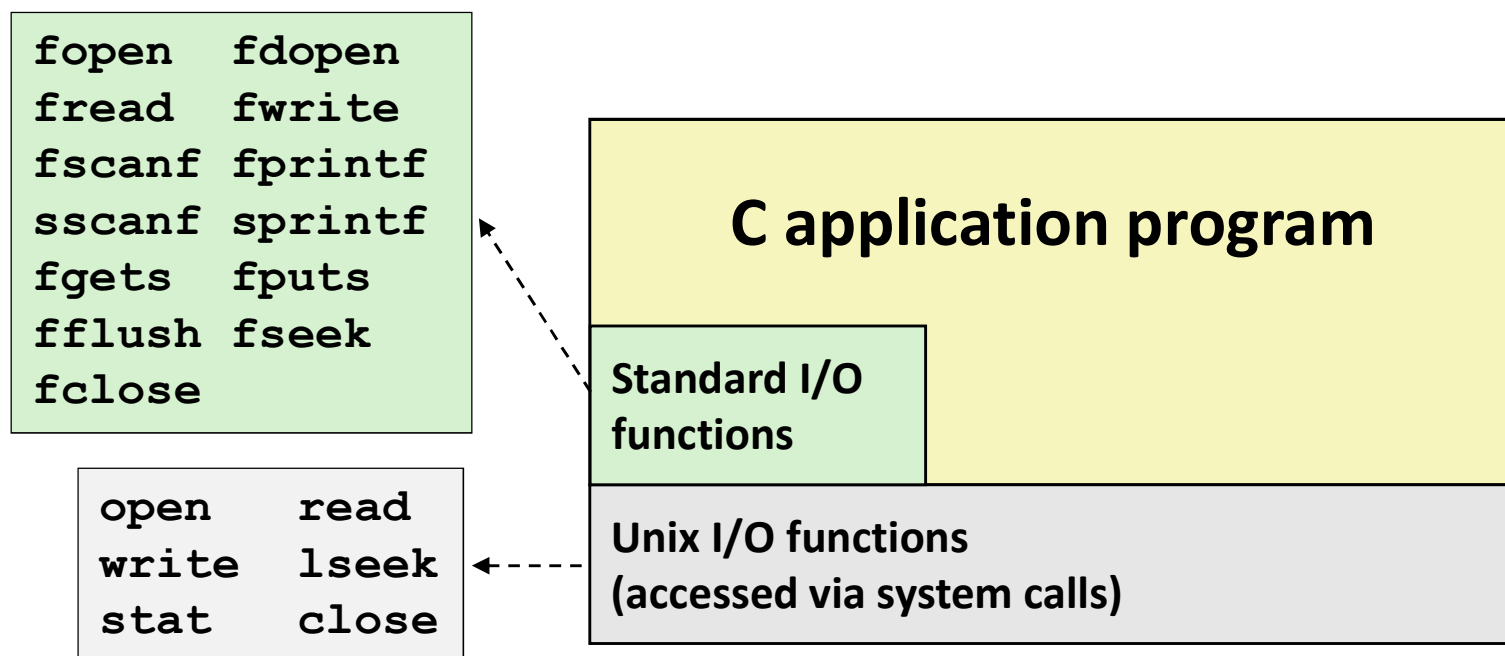 fopen fdopen
fread fwrite
fscanf fprintf
sscanf sprintf
fgets fputs
fflush fseek
fclose
C application program
Standard I/O
functions
open read
write lseek
stat close
Unix I/O functions
(accessed via system calls)